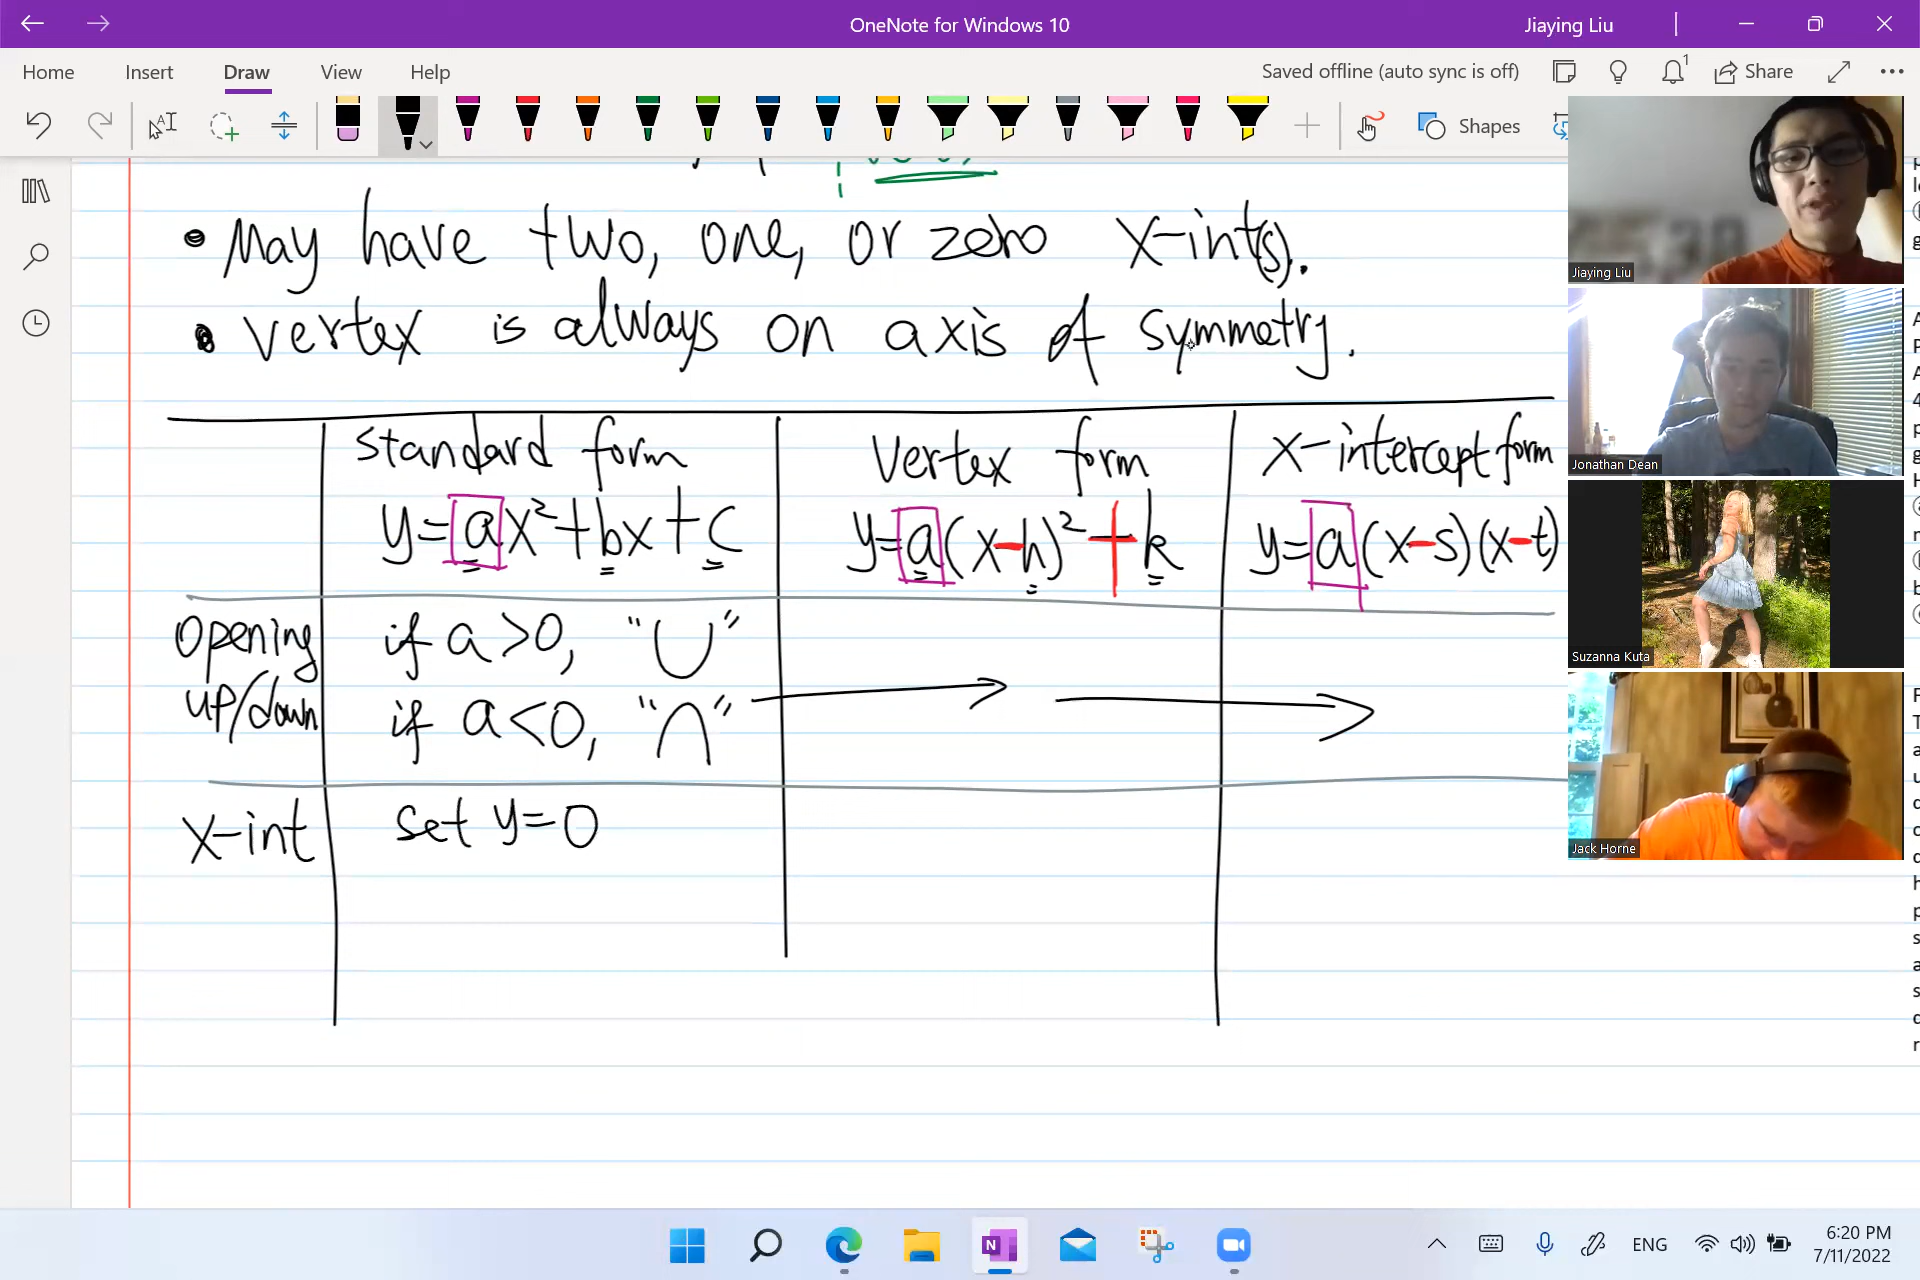 OneNote for Windows 10
Jiaying Liu
Home Insert Draw View Help
Saved offline (auto sync is off)
1
Share
Shapes
• May have two, one, or zero x-int(s).
• Vertex is always on axis of symmetry.
Standard form
y=ax²+bx+c
Vertex form
y=a(x-h)²+k
x-intercept form
y=a(x-s)(x-t)
Opening
up/down
if a>0, "∪"
if a<0, "∩"
x-int
set y=0
Jiaying Liu
Jonathan Dean
Suzanna Kuta
Jack Horne
ENG
6:20 PM
7/11/2022